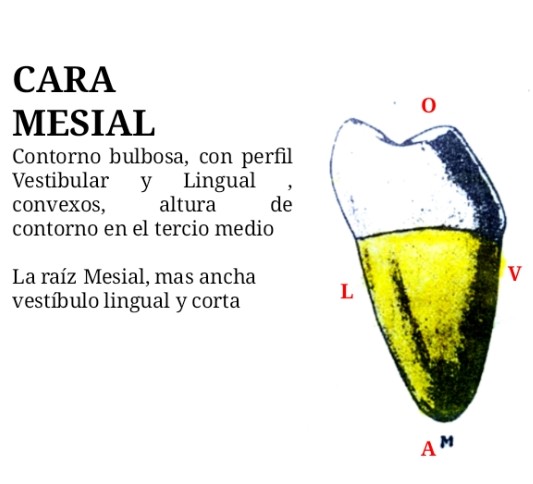 CARA
MESIAL
Contorno bulbosa, con perfil
Vestibular y Lingual ,
convexos, altura de
contorno en el tercio medio
La raíz Mesial, mas ancha
vestíbulo lingual y corta
O
V
L
A M